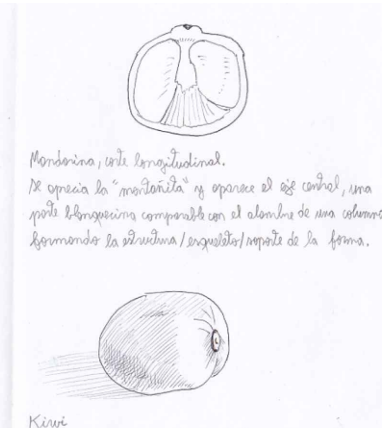 Mandarina, corte longitudinal.
Se aprecia la "montañita" y aparece el eje central, una
parte blanquecina comparable con el alambre de una columna
formando la estructura/esqueleto/soporte de la forma.
Kiwi